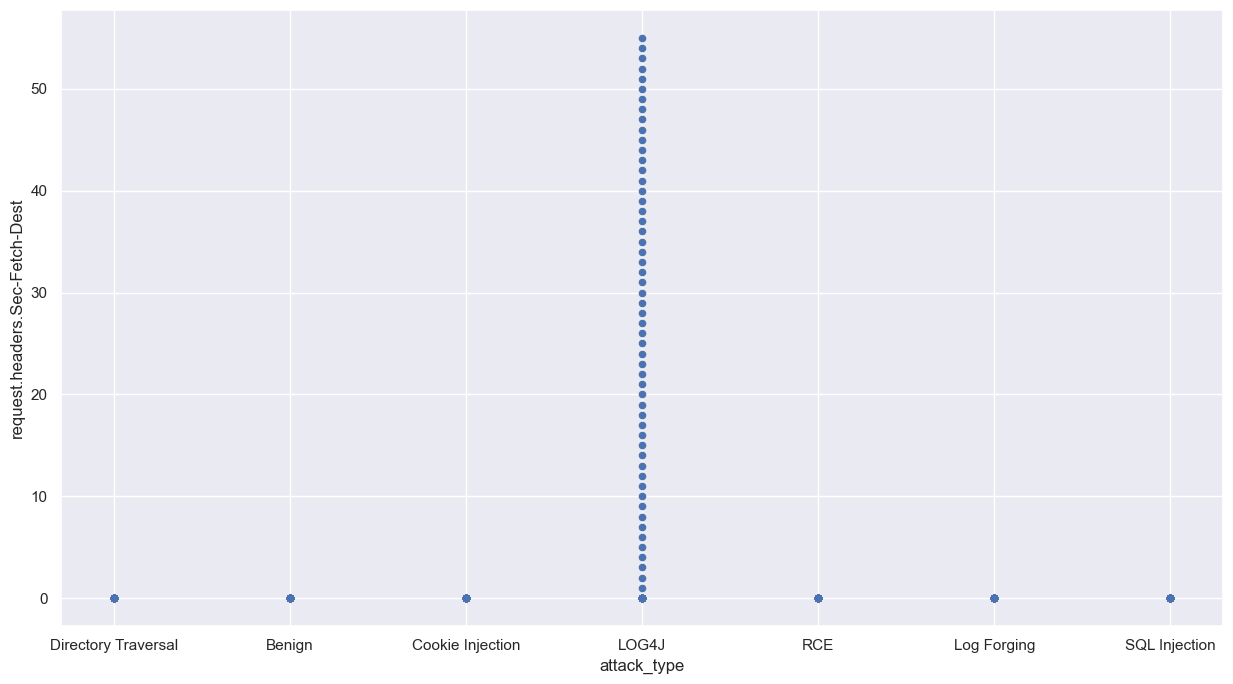 request.headers.Sec-Fetch-Dest
50
40
30
20
10
0
Directory Traversal Benign Cookie Injection LOG4J RCE Log Forging SQL Injection
attack_type